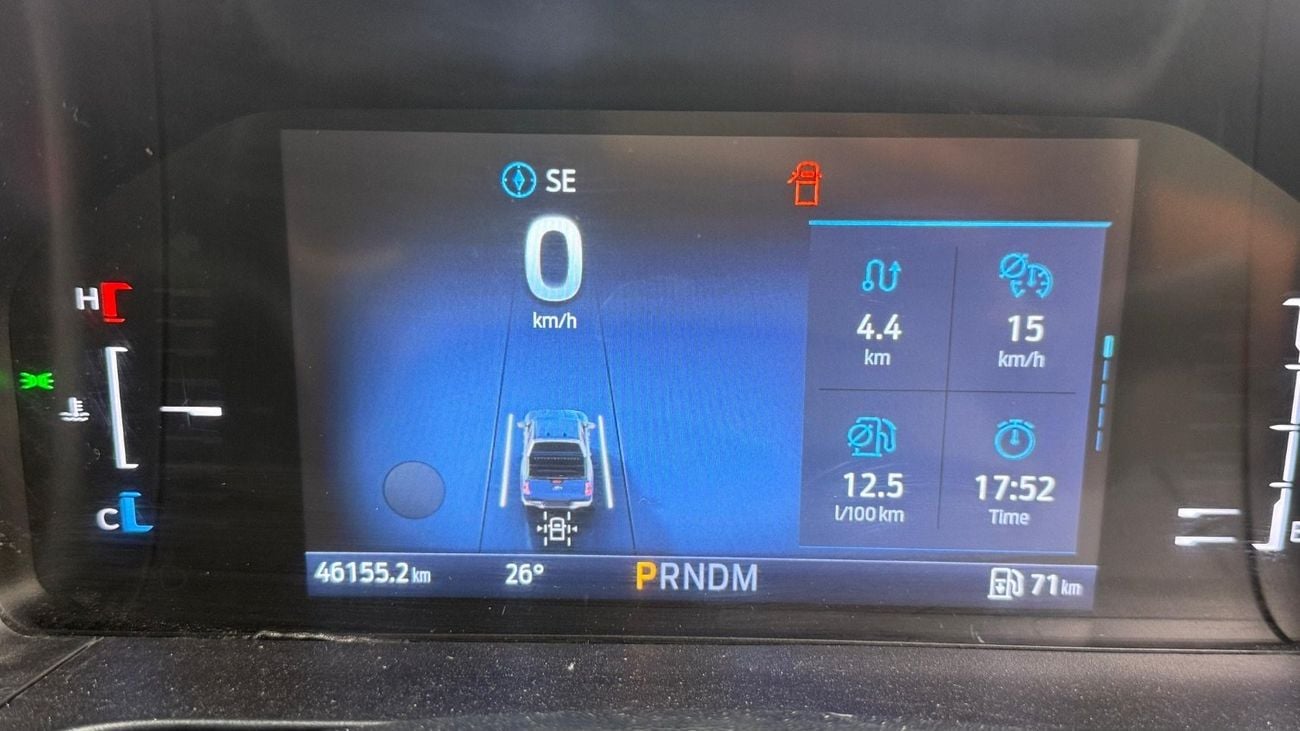 SE
0
km/h
H
C
4.4
km
15
km/h
12.5
l/100 km
17:52
Time
46155.2 km
26°
PRNDM
71 km